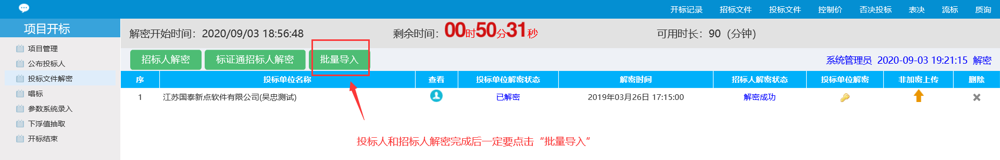 开标记录 招标文件 投标文件 控制价 否决投标 表决 流标 质询
项目开标
项目管理
公布投标人
投标文件解密
唱标
参数系统录入
下浮值抽取
开标结束
解密开始时间：2020/09/03 18:56:48 剩余时间：00时50分31秒 可用时长：90（分钟）
招标人解密 标证通招标人解密 批量导入 系统管理员 2020-09-03 19:21:15 解密
序 投标单位名称 查看 投标单位解密状态 解密时间 招标人解密状态 投标单位解密 非加密上传 删除
1 江苏国泰新点软件有限公司(吴忠测试) 已解密 2019年03月26日 17:15:00 解密成功
投标人和招标人解密完成后一定要点击“批量导入”